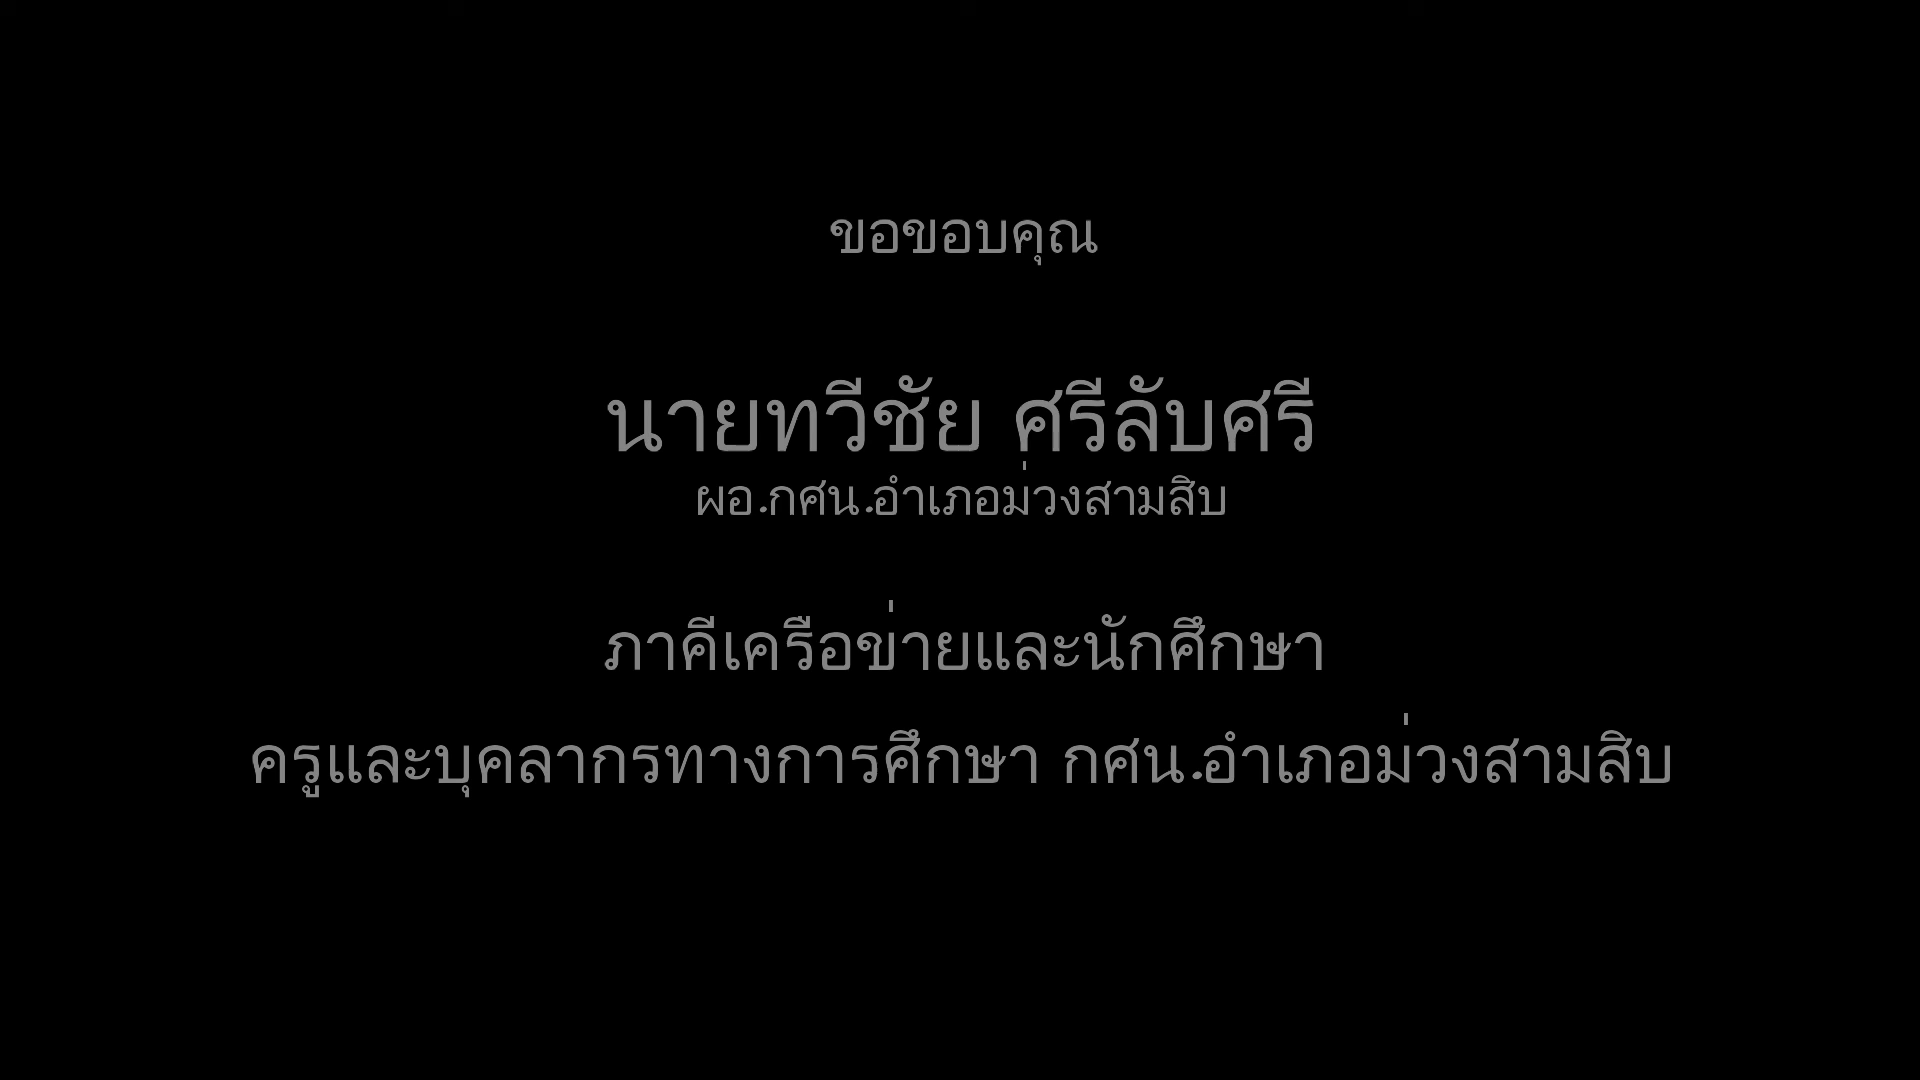 ขอขอบคุณ
นายทวีชัย ศรีลับศรี
ผอ.กศน.อำเภอม่วงสามสิบ
ภาคีเครือข่ายและนักศึกษา
ครูและบุคลากรทางการศึกษา กศน.อำเภอม่วงสามสิบ